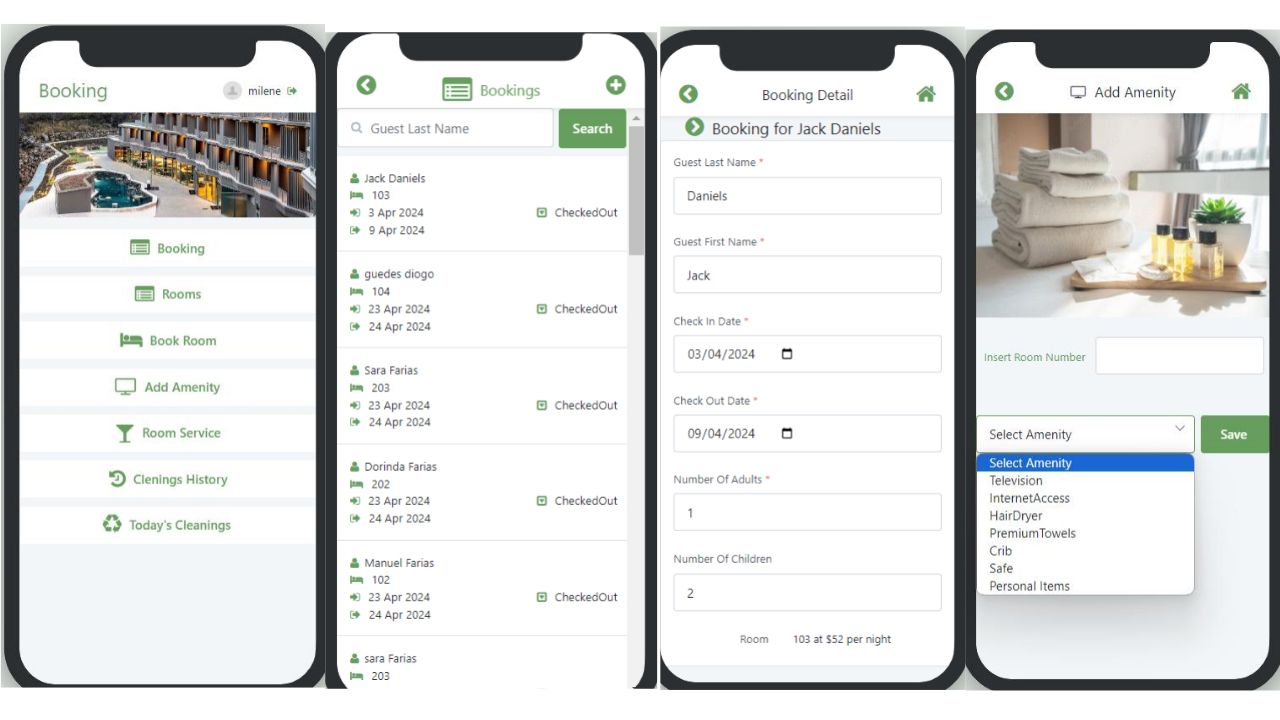 Booking
milene
Booking
Rooms
Book Room
Add Amenity
Room Service
Clenings History
Today's Cleanings
Bookings
Guest Last Name
Search
Jack Daniels
103
3 Apr 2024
CheckedOut
9 Apr 2024
guedes diogo
104
23 Apr 2024
CheckedOut
24 Apr 2024
Sara Farias
203
23 Apr 2024
CheckedOut
24 Apr 2024
Dorinda Farias
202
23 Apr 2024
CheckedOut
24 Apr 2024
Manuel Farias
102
23 Apr 2024
CheckedOut
24 Apr 2024
sara Farias
203
Booking Detail
Booking for Jack Daniels
Guest Last Name *
Daniels
Guest First Name *
Jack
Check In Date *
03/04/2024
Check Out Date *
09/04/2024
Number Of Adults *
1
Number Of Children
2
Room 103 at $52 per night
Add Amenity
Insert Room Number
Select Amenity
Save
Select Amenity
Television
InternetAccess
HairDryer
PremiumTowels
Crib
Safe
Personal Items